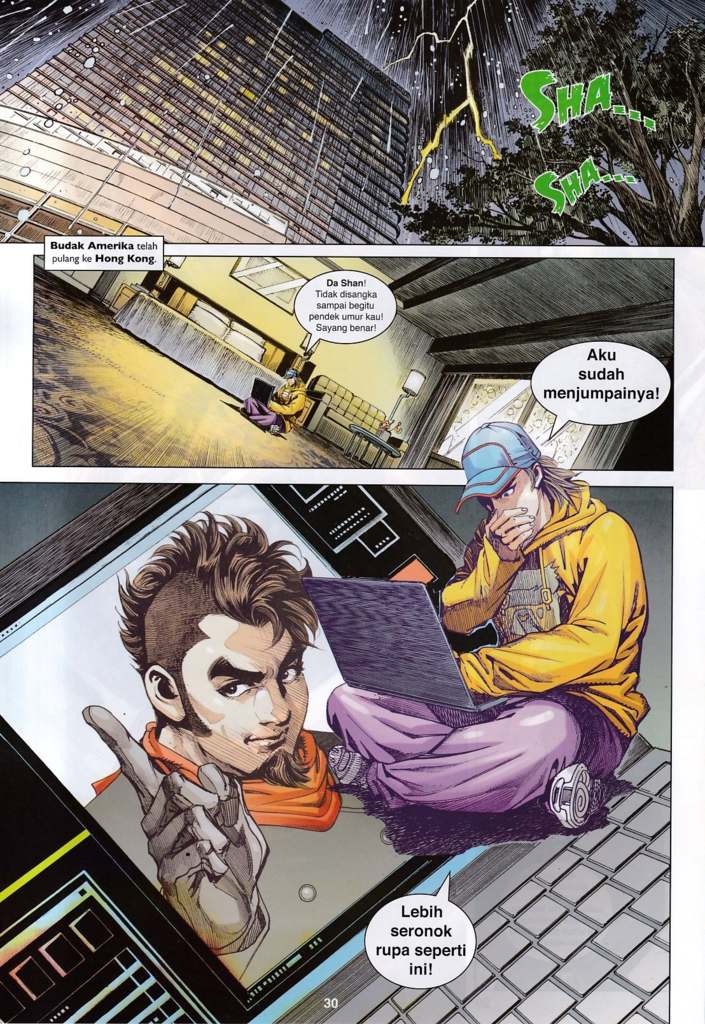 SHA...
SHA...
Budak Amerika telah
pulang ke Hong Kong.
Da Shan!
Tidak disangka
sampai begitu
pendek umur kau!
Sayang benar!
Aku
sudah
menjumpainya!
Lebih
seronok
rupa seperti
ini!
30